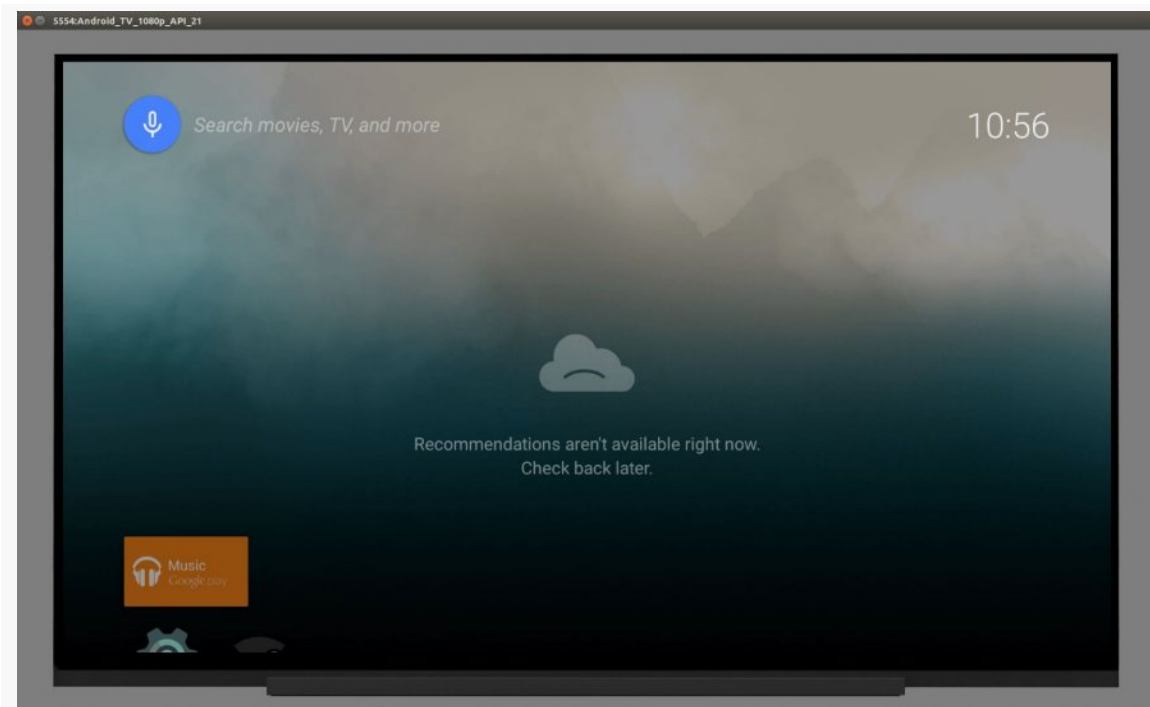 5554:Android_TV_1080p_API_21
Search movies, TV, and more
10:56
Recommendations aren't available right now.
Check back later.
Music
Google play